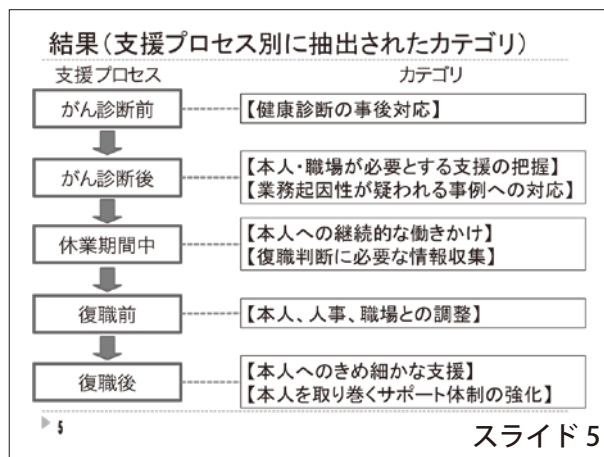 結果(支援プロセス別に抽出されたカテゴリ)
支援プロセス カテゴリ
がん診断前 【健康診断の事後対応】
がん診断後 【本人・職場が必要とする支援の把握】
【業務起因性が疑われる事例への対応】
休業期間中 【本人への継続的な働きかけ】
【復職判断に必要な情報収集】
復職前 【本人、人事、職場との調整】
復職後 【本人へのきめ細かな支援】
【本人を取り巻くサポート体制の強化】
5
スライド 5